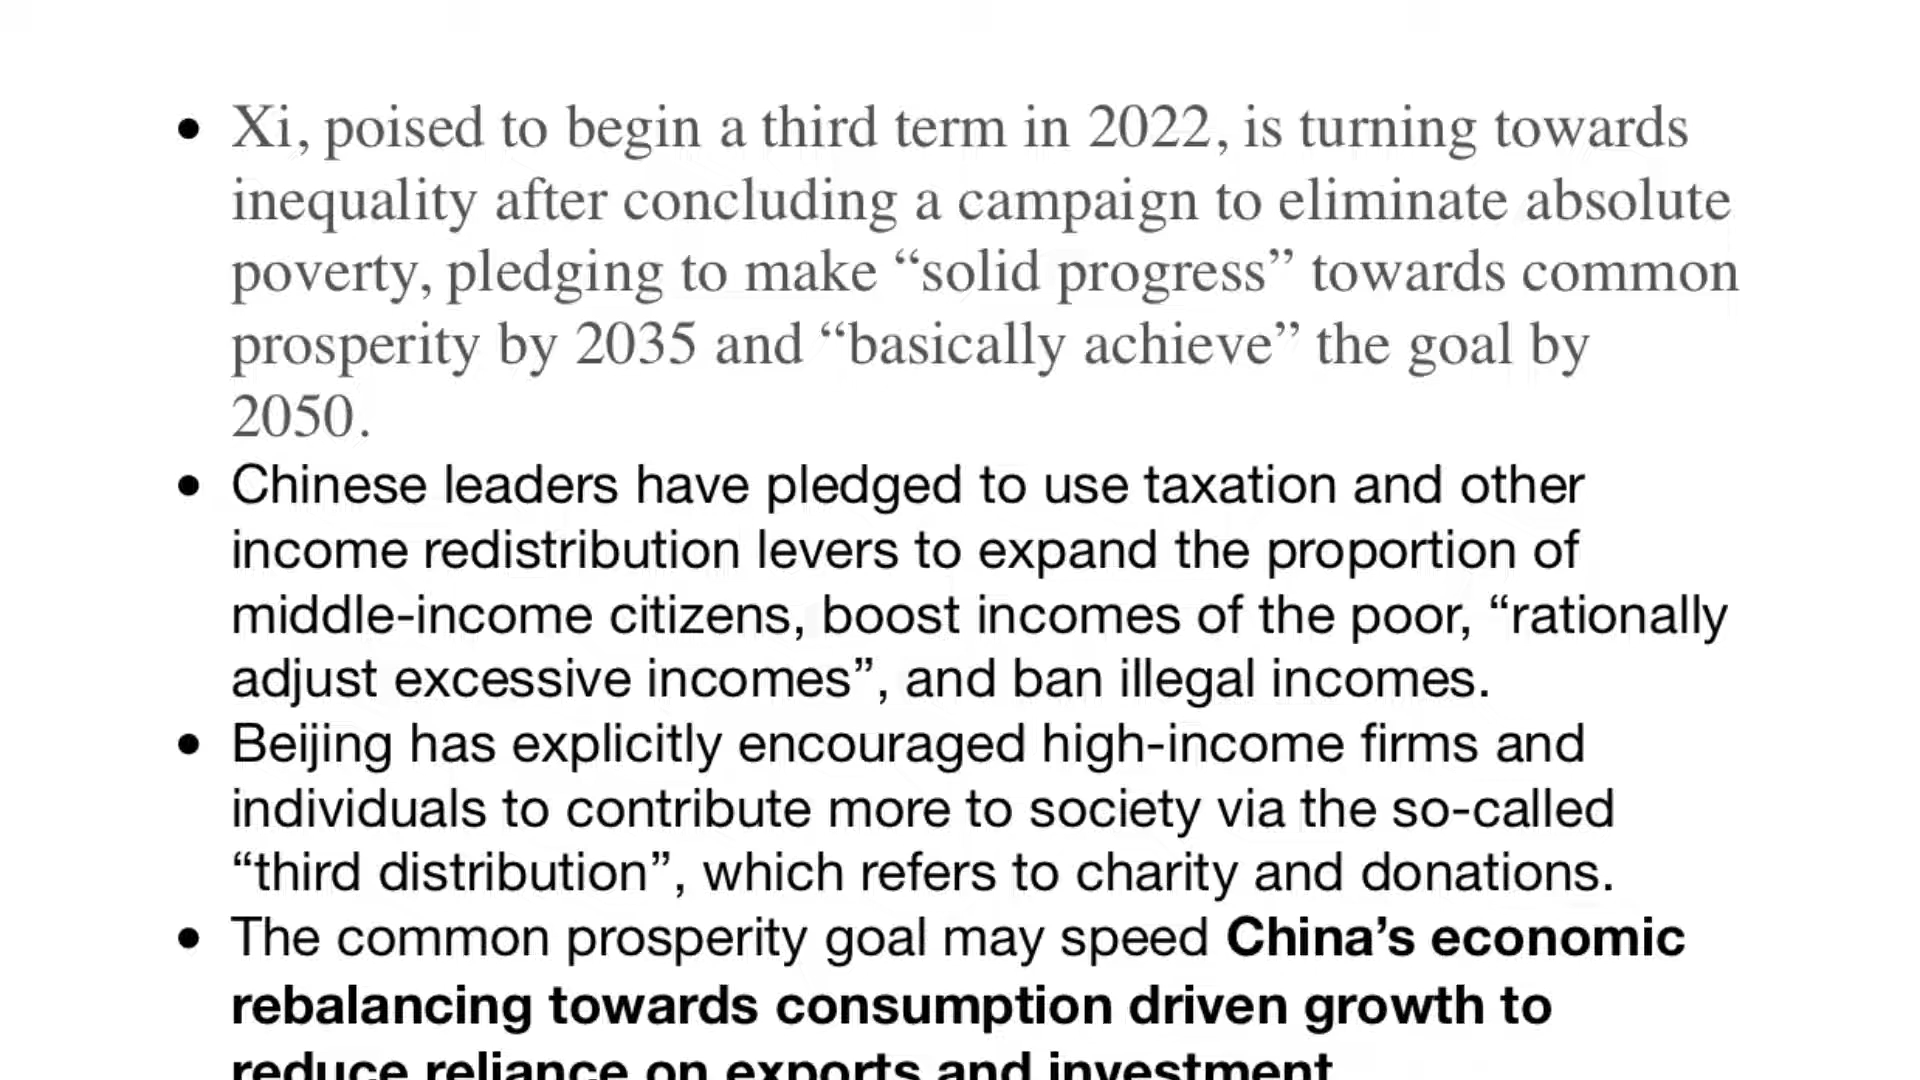 • Xi, poised to begin a third term in 2022, is turning towards
inequality after concluding a campaign to eliminate absolute
poverty, pledging to make “solid progress” towards common
prosperity by 2035 and “basically achieve” the goal by
2050.
• Chinese leaders have pledged to use taxation and other
income redistribution levers to expand the proportion of
middle-income citizens, boost incomes of the poor, “rationally
adjust excessive incomes”, and ban illegal incomes.
• Beijing has explicitly encouraged high-income firms and
individuals to contribute more to society via the so-called
“third distribution”, which refers to charity and donations.
• The common prosperity goal may speed China’s economic
rebalancing towards consumption driven growth to
reduce reliance on exports and investment